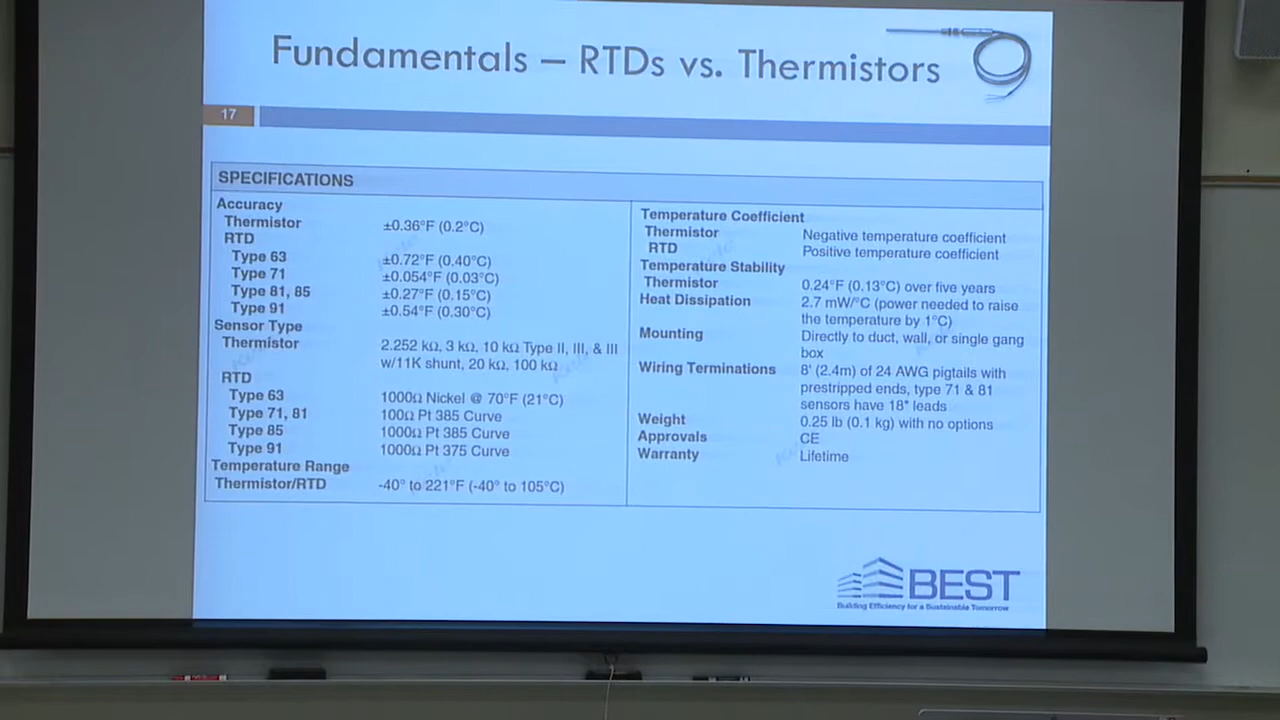 Fundamentals – RTDs vs. Thermistors
17
SPECIFICATIONS
Accuracy
Thermistor ±0.36°F (0.2°C)
RTD
Type 63 ±0.72°F (0.40°C)
Type 71 ±0.054°F (0.03°C)
Type 81, 85 ±0.27°F (0.15°C)
Type 91 ±0.54°F (0.30°C)
Sensor Type
Thermistor 2.252 kΩ, 3 kΩ, 10 kΩ Type II, III, & III
w/11K shunt, 20 kΩ, 100 kΩ
RTD
Type 63 1000Ω Nickel @ 70°F (21°C)
Type 71, 81 100Ω Pt 385 Curve
Type 85 1000Ω Pt 385 Curve
Type 91 1000Ω Pt 375 Curve
Temperature Range
Thermistor/RTD -40° to 221°F (-40° to 105°C)
Temperature Coefficient
Thermistor Negative temperature coefficient
RTD Positive temperature coefficient
Temperature Stability
Thermistor 0.24°F (0.13°C) over five years
Heat Dissipation 2.7 mW/°C (power needed to raise
the temperature by 1°C)
Mounting Directly to duct, wall, or single gang
box
Wiring Terminations 8' (2.4m) of 24 AWG pigtails with
prestripped ends, type 71 & 81
sensors have 18" leads
Weight 0.25 lb (0.1 kg) with no options
Approvals CE
Warranty Lifetime
BEST
Building Efficiency for a Sustainable Tomorrow